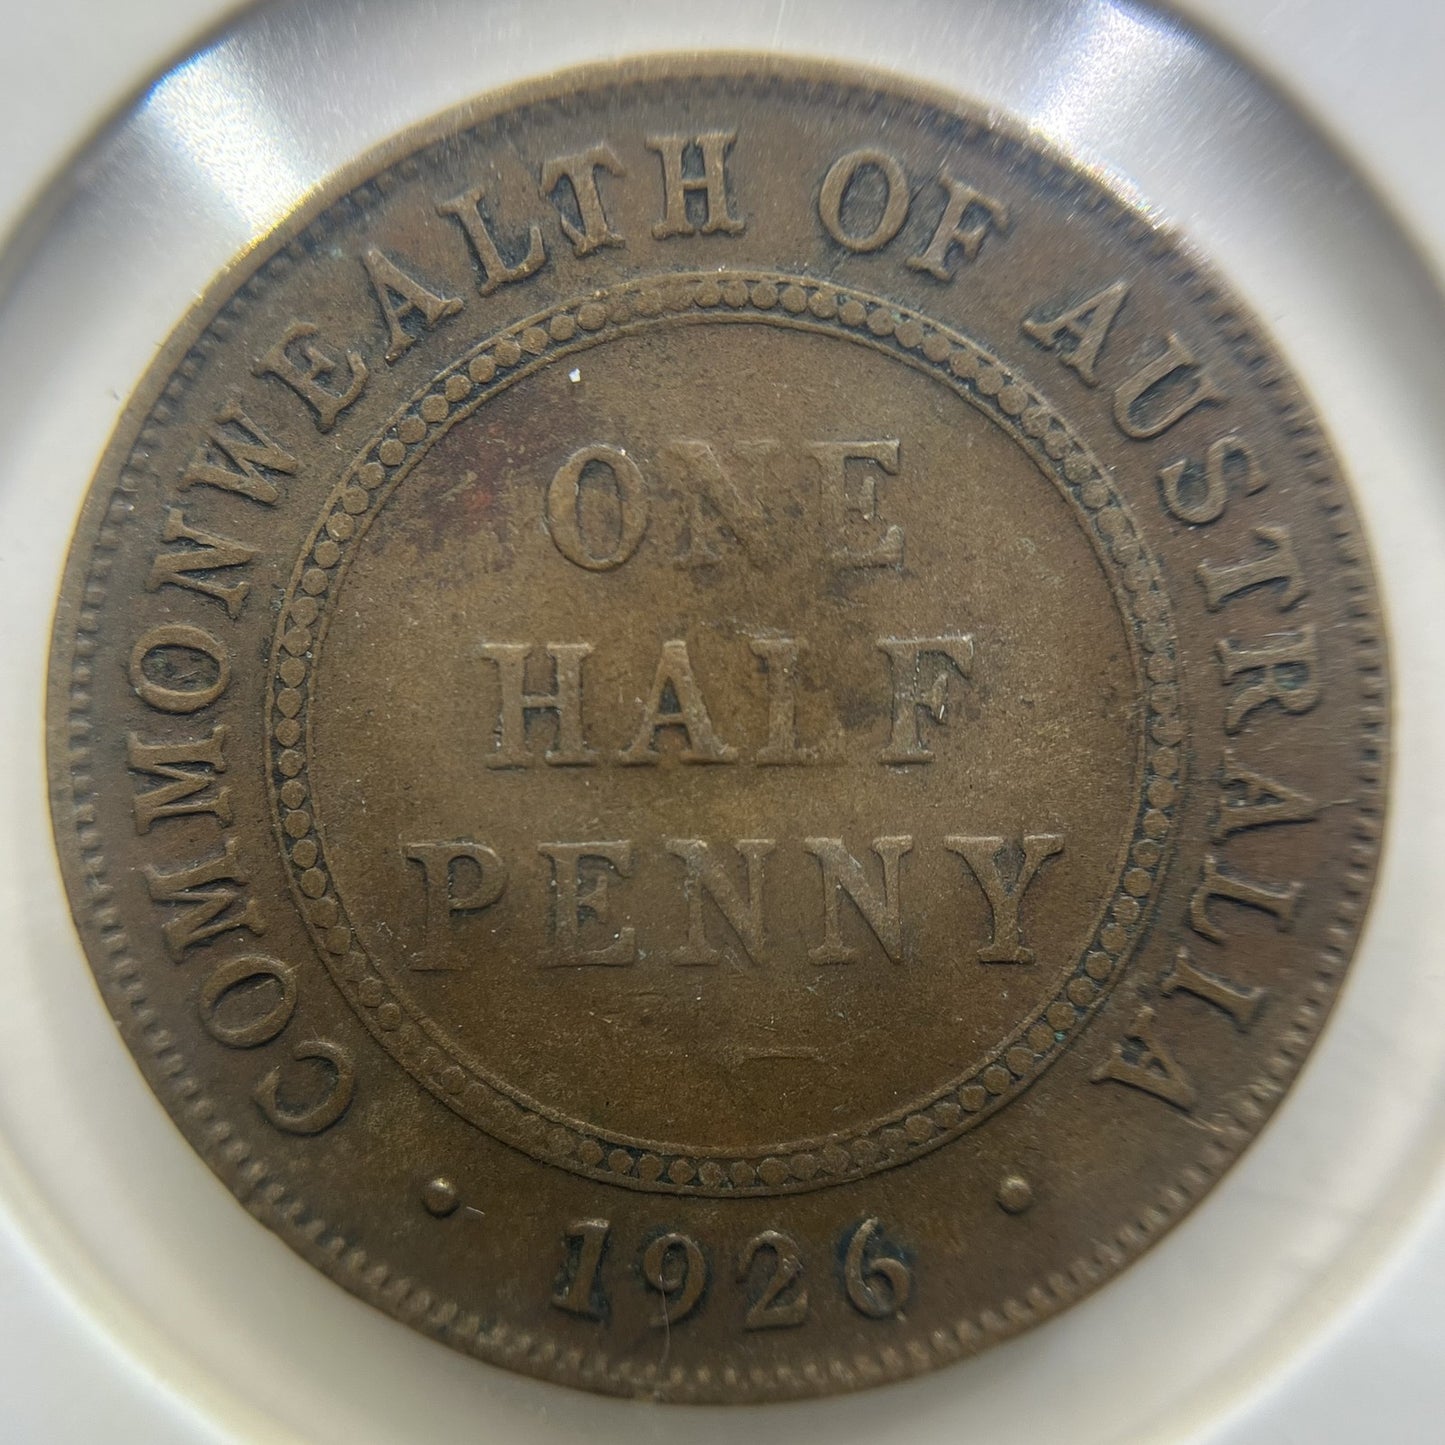 COMMONWEALTH OF AUSTRALIA
ONE
HALF
PENNY
· 1926 ·